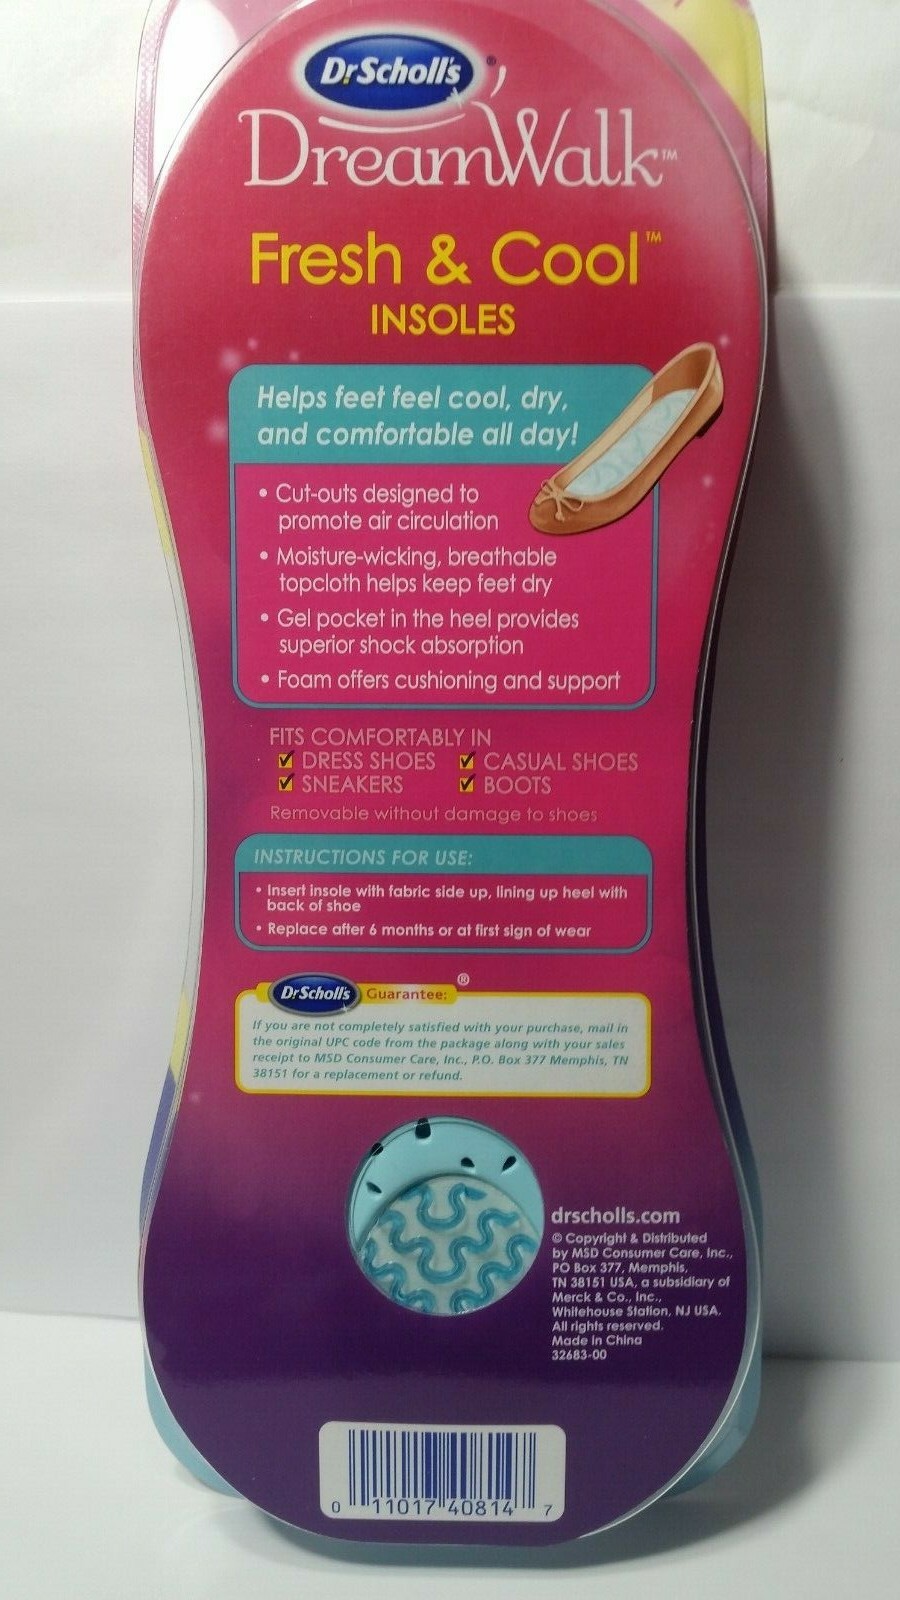 Dr.Scholl's®
DreamWalk™
Fresh & Cool™
INSOLES
Helps feet feel cool, dry,
and comfortable all day!
• Cut-outs designed to
promote air circulation
• Moisture-wicking, breathable
topcloth helps keep feet dry
• Gel pocket in the heel provides
superior shock absorption
• Foam offers cushioning and support
FITS COMFORTABLY IN
DRESS SHOES CASUAL SHOES
SNEAKERS BOOTS
Removable without damage to shoes
INSTRUCTIONS FOR USE:
• Insert insole with fabric side up, lining up heel with
back of shoe
• Replace after 6 months or at first sign of wear
Dr.Scholl's® Guarantee:
If you are not completely satisfied with your purchase, mail in
the original UPC code from the package along with your sales
receipt to MSD Consumer Care, Inc., P.O. Box 377 Memphis, TN
38151 for a replacement or refund.
drscholls.com
© Copyright & Distributed
by MSD Consumer Care, Inc.,
PO Box 377, Memphis,
TN 38151 USA, a subsidiary of
Merck & Co., Inc.,
Whitehouse Station, NJ USA.
All rights reserved.
Made in China
32683-00
0 11017 40814 7